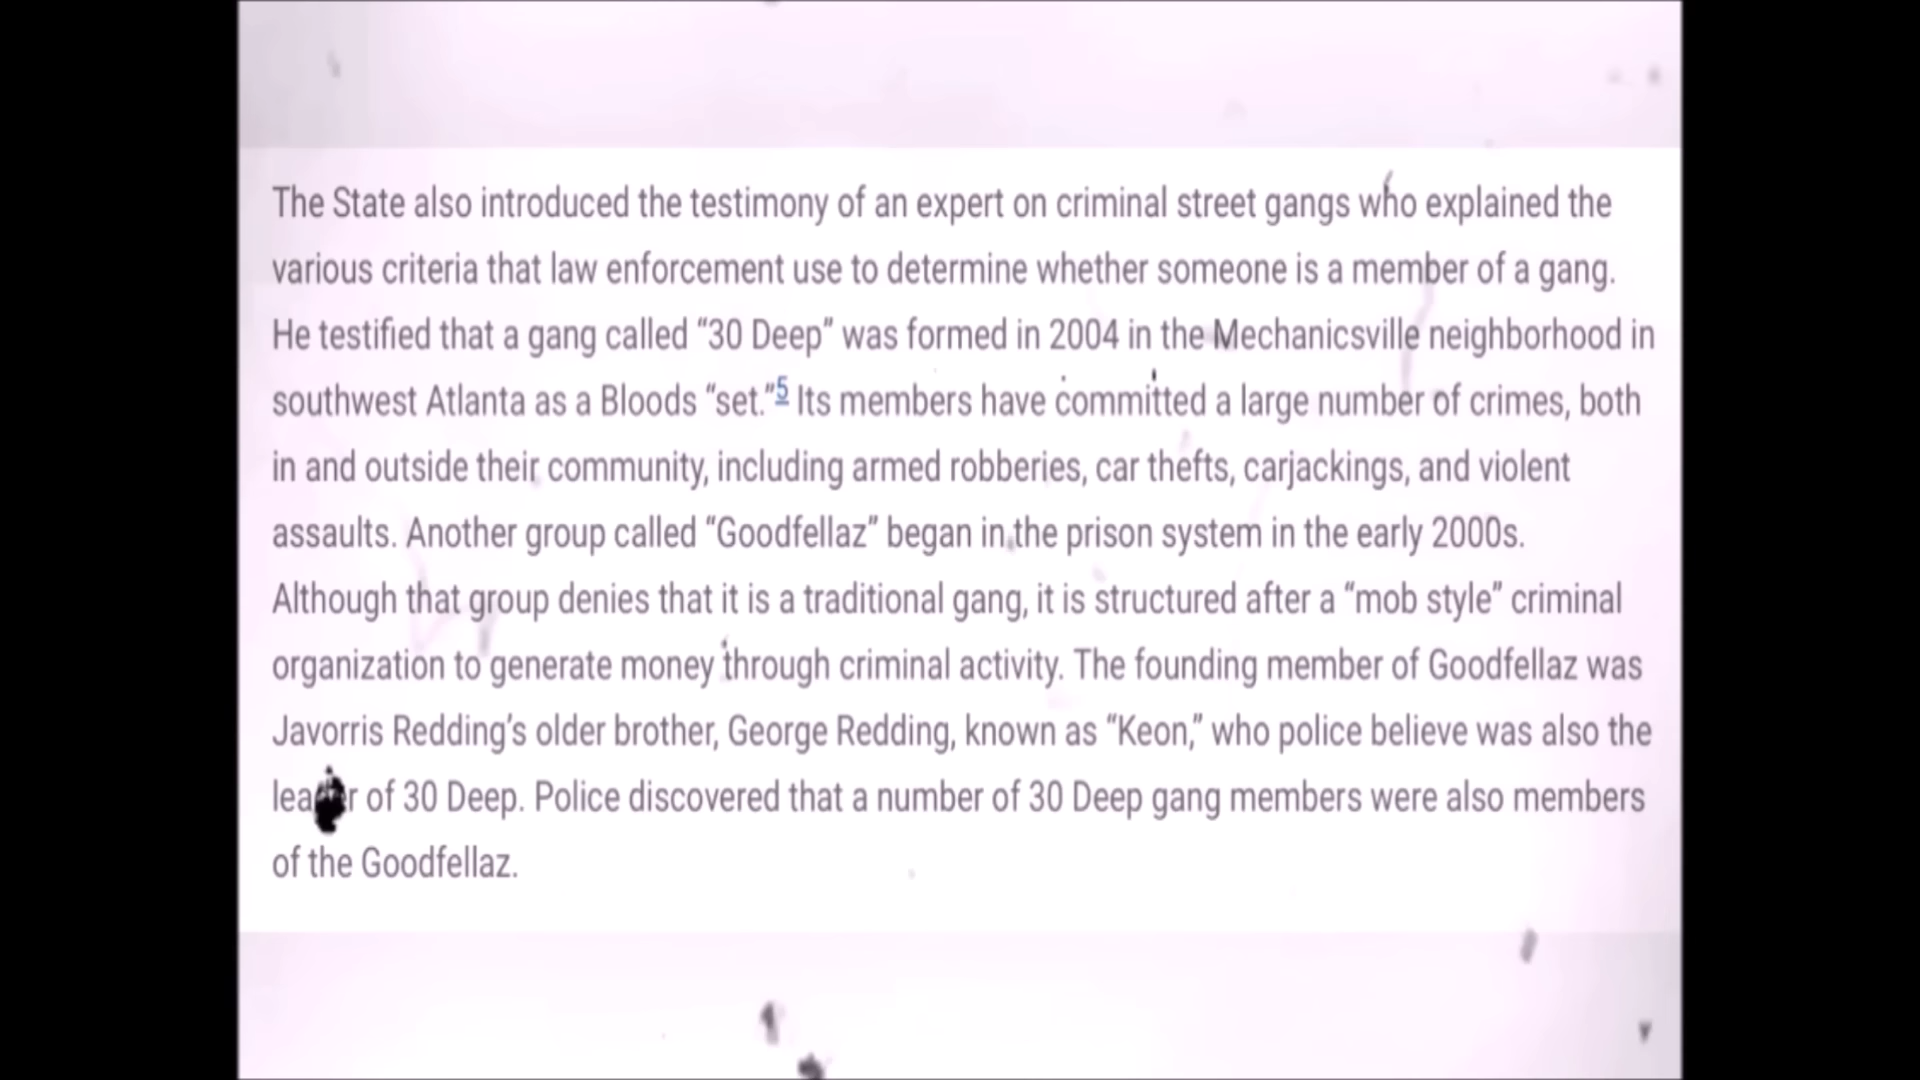 The State also introduced the testimony of an expert on criminal street gangs who explained the
various criteria that law enforcement use to determine whether someone is a member of a gang.
He testified that a gang called “30 Deep” was formed in 2004 in the Mechanicsville neighborhood in
southwest Atlanta as a Bloods “set.”5 Its members have committed a large number of crimes, both
in and outside their community, including armed robberies, car thefts, carjackings, and violent
assaults. Another group called “Goodfellaz” began in the prison system in the early 2000s.
Although that group denies that it is a traditional gang, it is structured after a “mob style” criminal
organization to generate money through criminal activity. The founding member of Goodfellaz was
Javorris Redding’s older brother, George Redding, known as “Keon,” who police believe was also the
leader of 30 Deep. Police discovered that a number of 30 Deep gang members were also members
of the Goodfellaz.